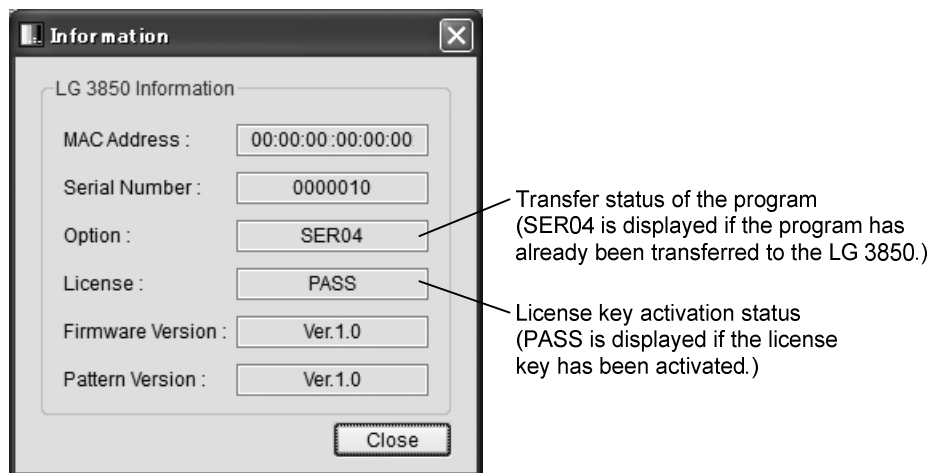 Information
LG 3850 Information
MAC Address : 00:00:00:00:00:00
Serial Number : 0000010
Option : SER04
License : PASS
Firmware Version : Ver.1.0
Pattern Version : Ver.1.0
Close
Transfer status of the program
(SER04 is displayed if the program has
already been transferred to the LG 3850.)
License key activation status
(PASS is displayed if the license
key has been activated.)